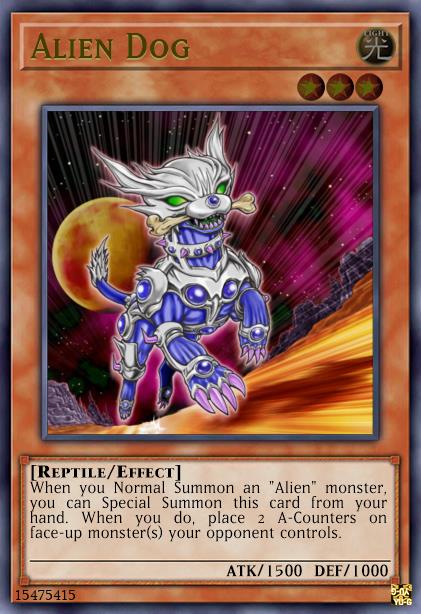 Alien Dog
LIGHT
光
[Reptile/Effect]
When you Normal Summon an "Alien" monster,
you can Special Summon this card from your
hand. When you do, place 2 A-Counters on
face-up monster(s) your opponent controls.
ATK/1500 DEF/1000
15475415